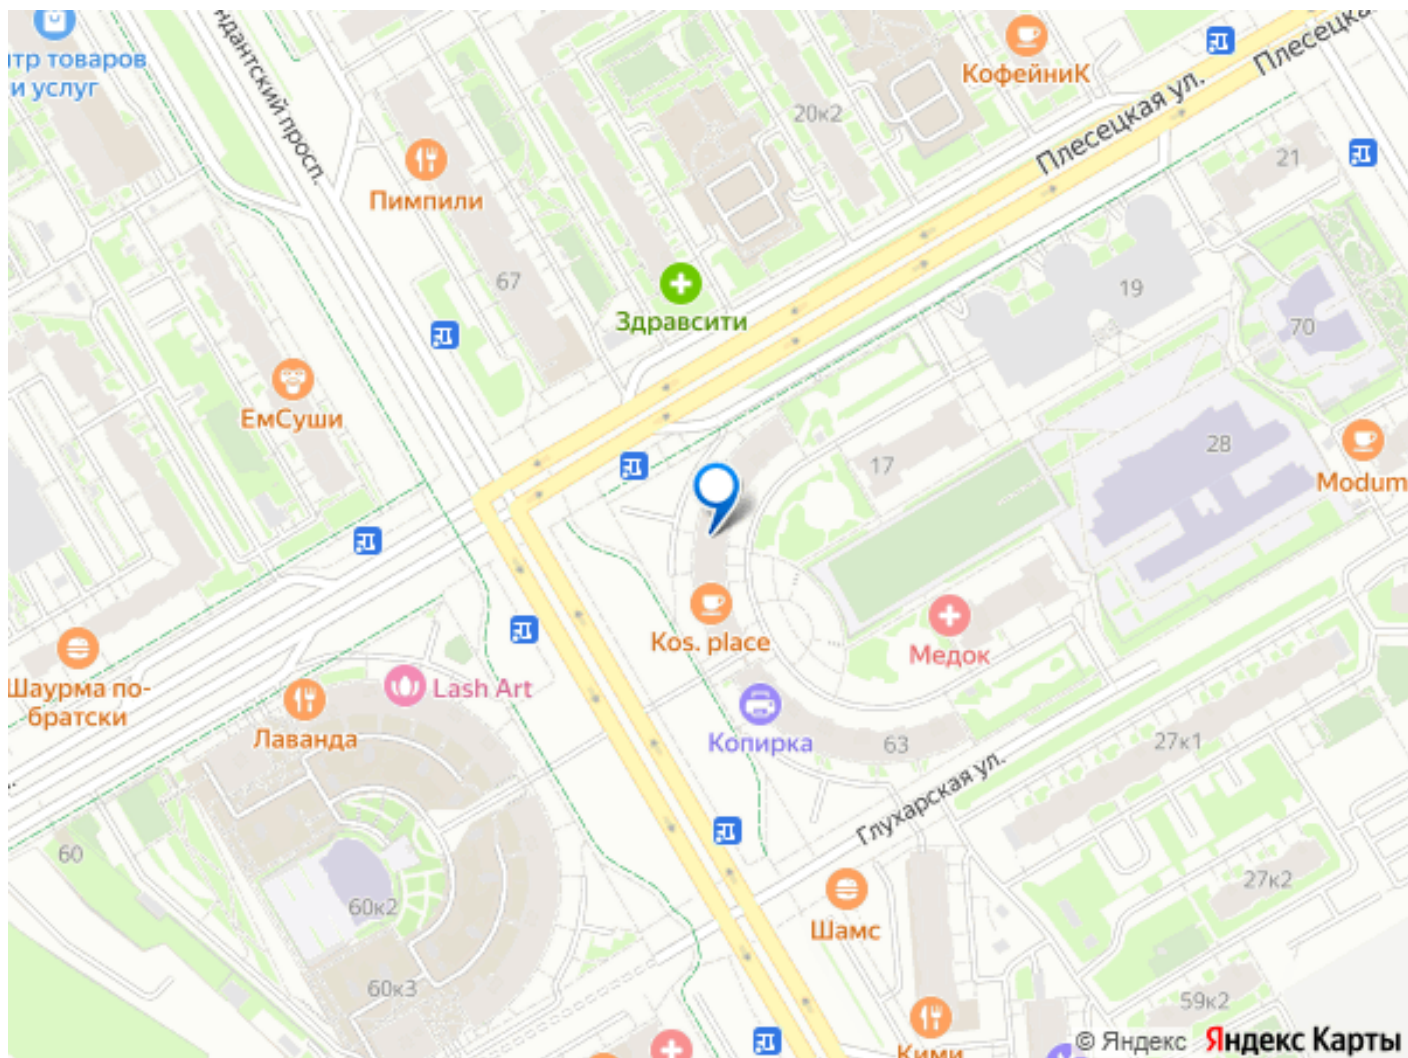 тр товаров
и услуг
ндантский просп.
КофейниК
Плесецка
Плесецкая ул.
20к2
21
Пимпили
67
Здравсити
19
70
ЕмСуши
17
28
Modum
Kos. place
Медок
Шаурма по-
братски
Lash Art
Лаванда
Копирка
63
27к1
Глухарская ул.
60
60к2
27к2
Шамс
60к3
59к2
Кими
© Яндекс Яндекс Карты